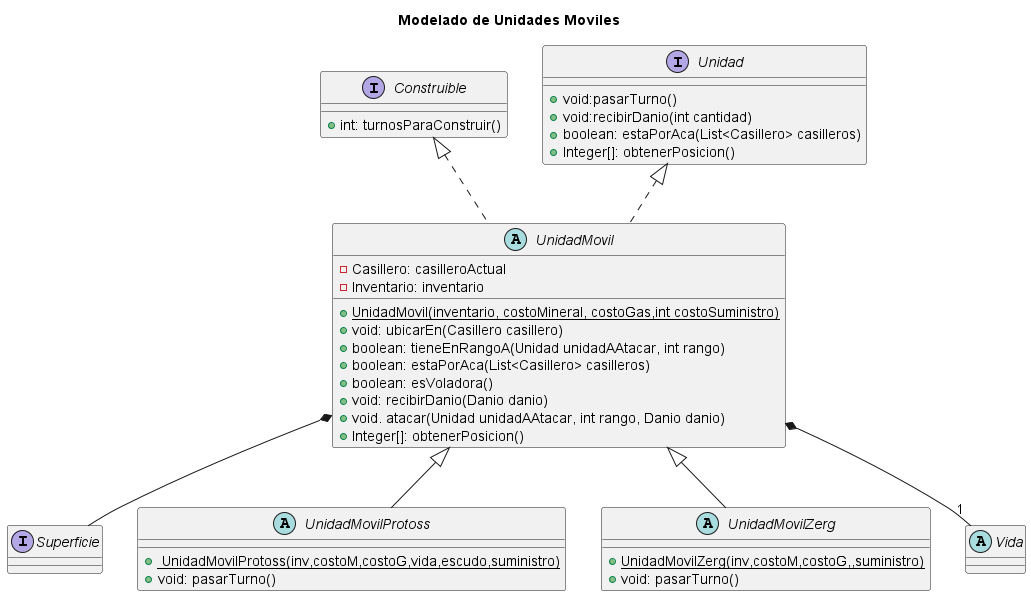 Modelado de Unidades Moviles
I Construible
int: turnosParaConstruir()
I Unidad
void:pasarTurno()
void:recibirDanio(int cantidad)
boolean: estaPorAca(List<Casillero> casilleros)
Integer[]: obtenerPosicion()
A UnidadMovil
Casillero: casilleroActual
Inventario: inventario
UnidadMovil(inventario, costoMineral, costoGas,int costoSuministro)
void: ubicarEn(Casillero casillero)
boolean: tieneEnRangoA(Unidad unidadAAtacar, int rango)
boolean: estaPorAca(List<Casillero> casilleros)
boolean: esVoladora()
void: recibirDanio(Danio danio)
void. atacar(Unidad unidadAAtacar, int rango, Danio danio)
Integer[]: obtenerPosicion()
I Superficie
A UnidadMovilProtoss
UnidadMovilProtoss(inv,costoM,costoG,vida,escudo,suministro)
void: pasarTurno()
A UnidadMovilZerg
UnidadMovilZerg(inv,costoM,costoG,,suministro)
void: pasarTurno()
1
A Vida